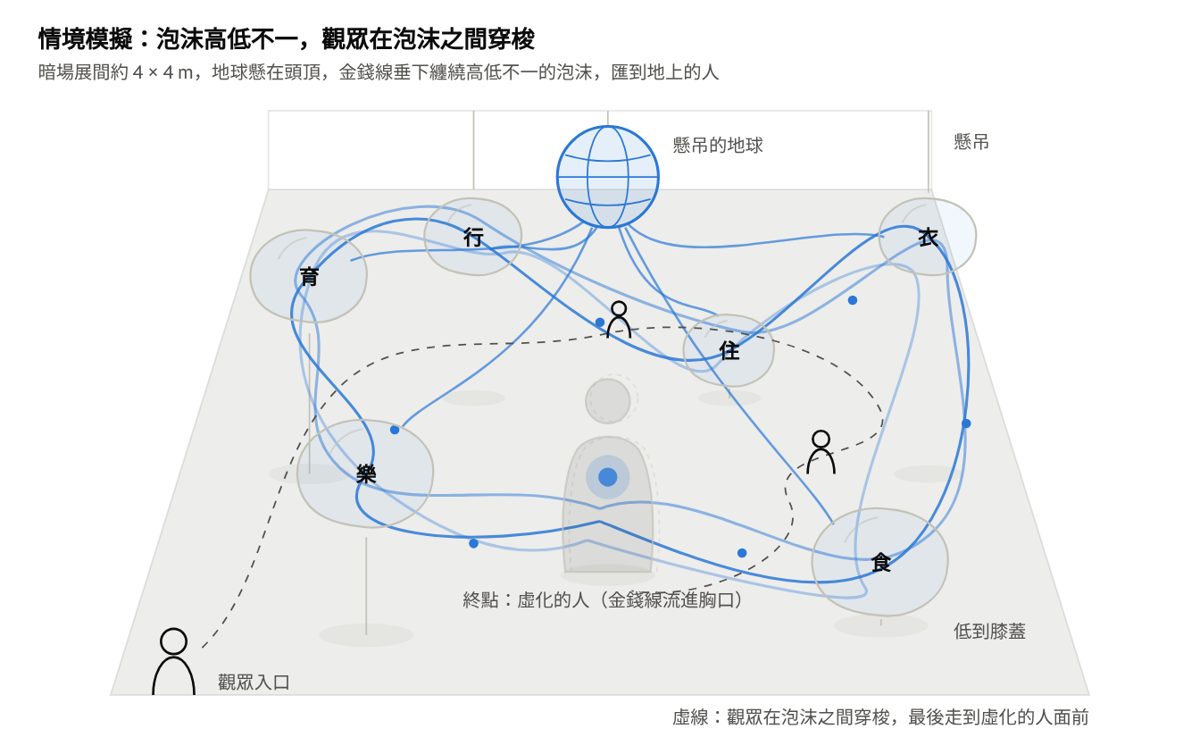 情境模擬：泡沫高低不一，觀眾在泡沫之間穿梭
暗場展間約 4 × 4 m，地球懸在頭頂，金錢線垂下纏繞高低不一的泡沫，匯到地上的人
懸吊的地球
懸吊
行
衣
育
住
樂
食
終點：虛化的人（金錢線流進胸口）
低到膝蓋
觀眾入口
虛線：觀眾在泡沫之間穿梭，最後走到虛化的人面前